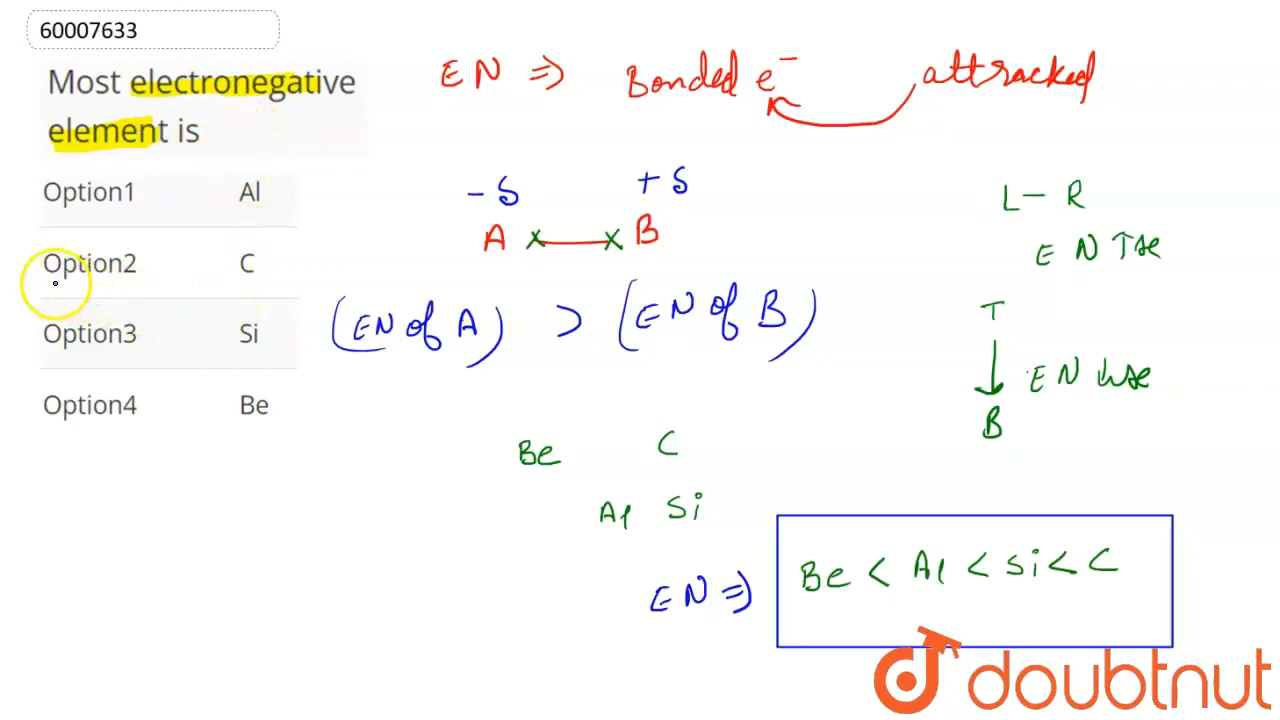 60007633
Most electronegative
element is
Option1 Al
Option2 C
Option3 Si
Option4 Be
EN ⇒ Bonded e⁻ attracked
-δ +δ
A B
(EN of A) > (EN of B)
L - R
EN ↑se
T
EN ↓se
B
Be C
Al Si
EN ⇒ Be < Al < Si < C
doubtnut